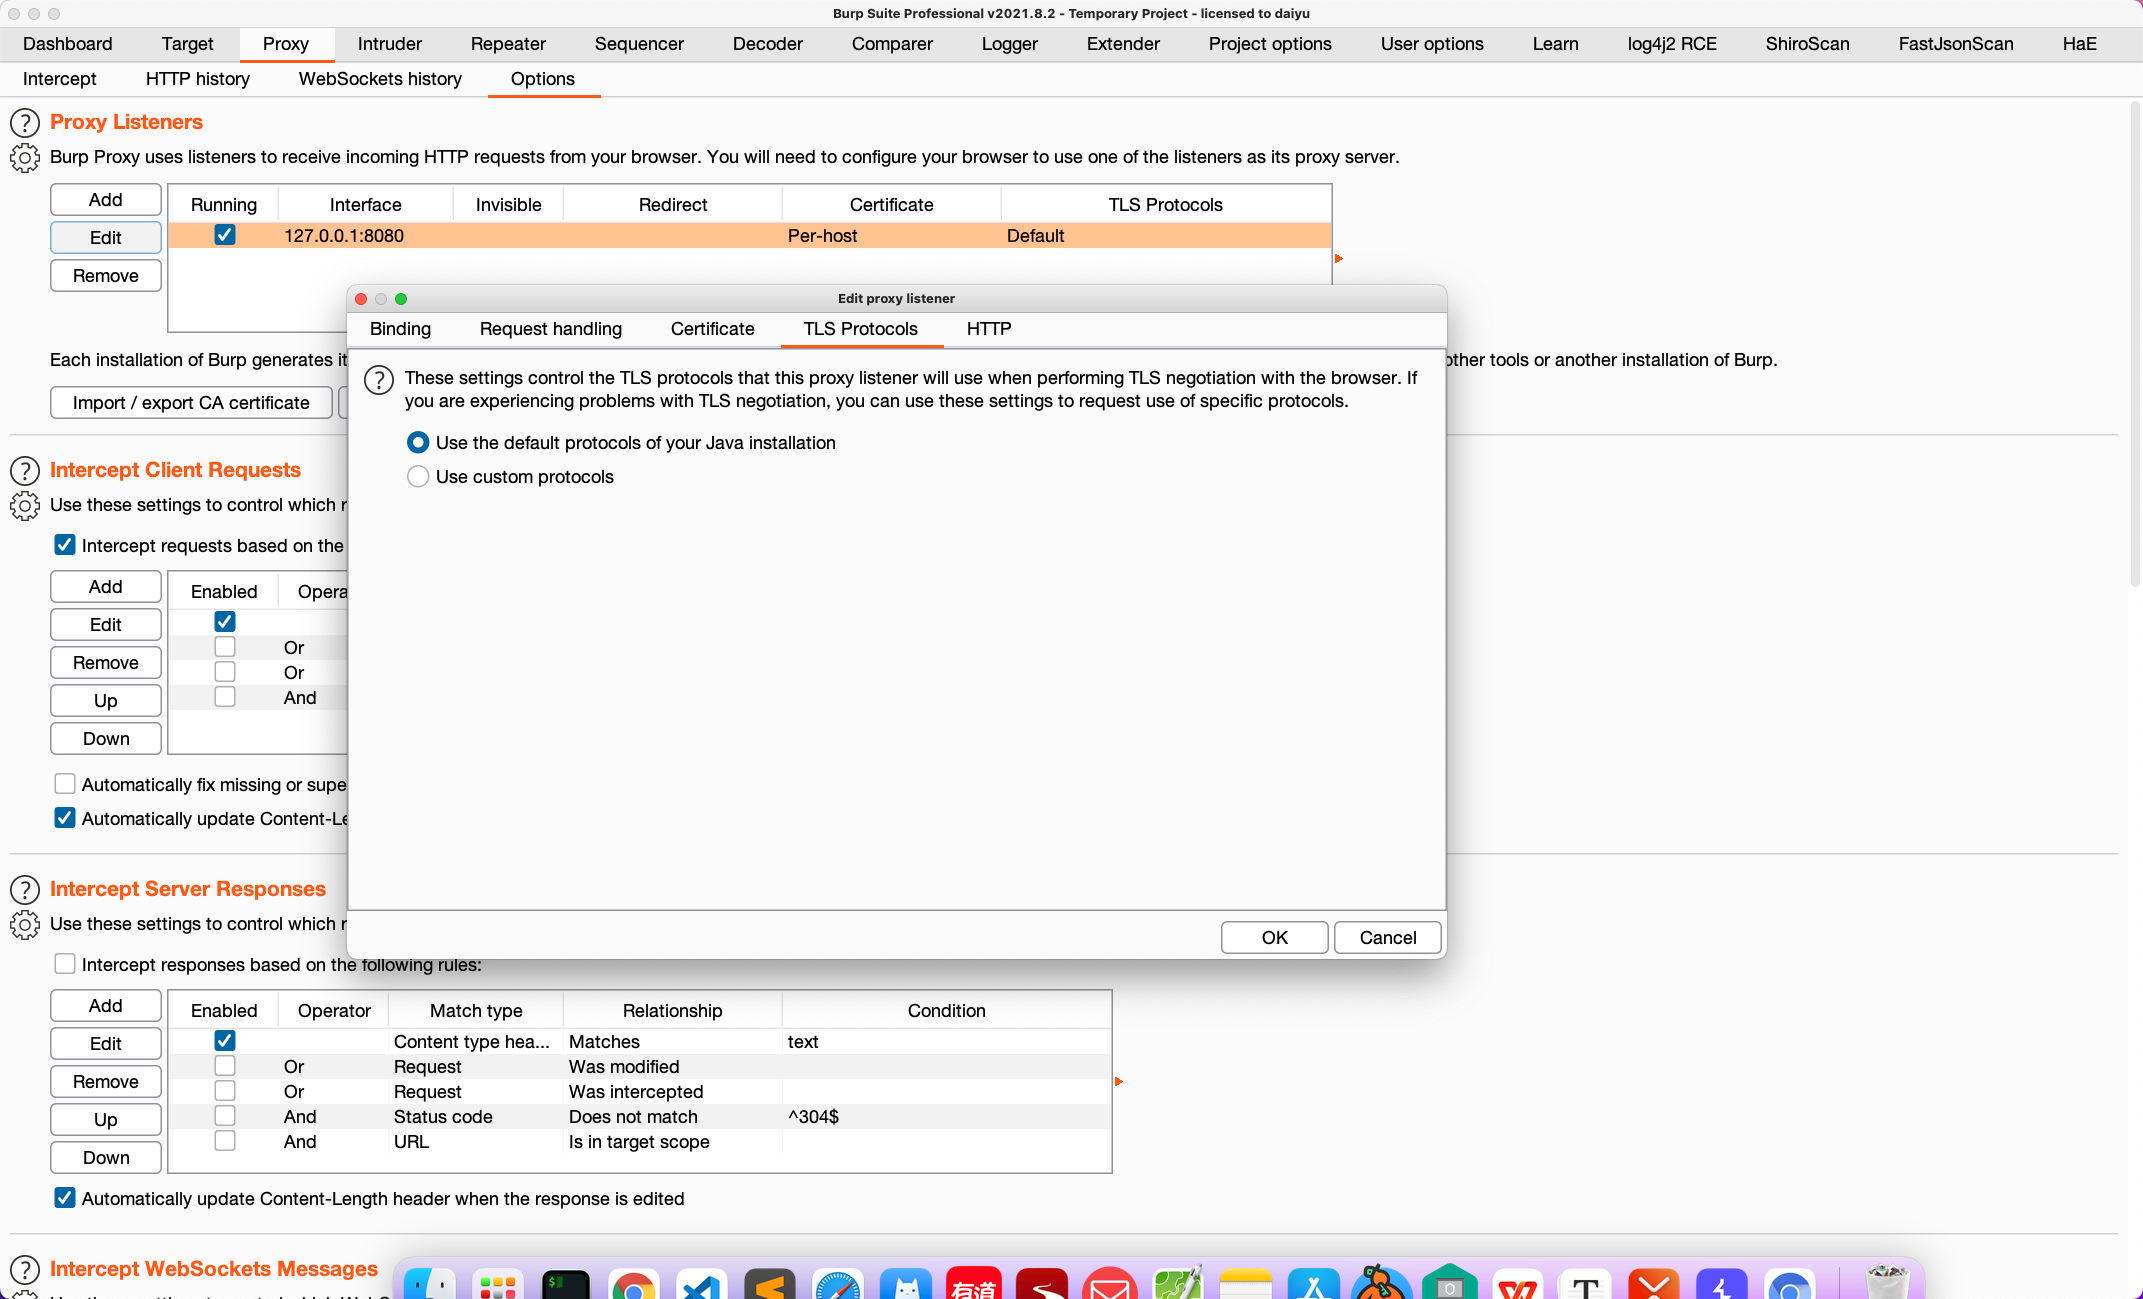 Burp Suite Professional v2021.8.2 - Temporary Project - licensed to daiyu
Dashboard Target Proxy Intruder Repeater Sequencer Decoder Comparer Logger Extender Project options User options Learn log4j2 RCE ShiroScan FastJsonScan HaE
Intercept HTTP history WebSockets history Options
? Proxy Listeners
Burp Proxy uses listeners to receive incoming HTTP requests from your browser. You will need to configure your browser to use one of the listeners as its proxy server.
Add
Edit
Remove
Running Interface Invisible Redirect Certificate TLS Protocols
127.0.0.1:8080 Per-host Default
Each installation of Burp generates it
other tools or another installation of Burp.
Import / export CA certificate
Edit proxy listener
Binding Request handling Certificate TLS Protocols HTTP
? These settings control the TLS protocols that this proxy listener will use when performing TLS negotiation with the browser. If
you are experiencing problems with TLS negotiation, you can use these settings to request use of specific protocols.
Use the default protocols of your Java installation
Use custom protocols
OK Cancel
? Intercept Client Requests
Use these settings to control which r
Intercept requests based on the
Add
Edit
Remove
Up
Down
Enabled Opera
Or
Or
And
Automatically fix missing or supe
Automatically update Content-Le
? Intercept Server Responses
Use these settings to control which r
Intercept responses based on the following rules:
Add
Edit
Remove
Up
Down
Enabled Operator Match type Relationship Condition
Content type hea... Matches text
Or Request Was modified
Or Request Was intercepted
And Status code Does not match ^304$
And URL Is in target scope
Automatically update Content-Length header when the response is edited
? Intercept WebSockets Messages
$
有道
T